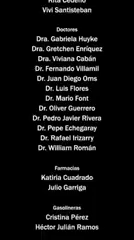 Rita Cedeño
Vivi Santisteban
Doctores
Dra. Gabriela Huyke
Dra. Gretchen Enríquez
Dra. Viviana Cabán
Dr. Fernando Villamil
Dr. Juan Diego Oms
Dr. Luis Flores
Dr. Mario Font
Dr. Oliver Guerrero
Dr. Pedro Javier Rivera
Dr. Pepe Echegaray
Dr. Rafael Irizarry
Dr. William Román
Farmacias
Katiria Cuadrado
Julio Garriga
Gasolineras
Cristina Pérez
Héctor Julián Ramos